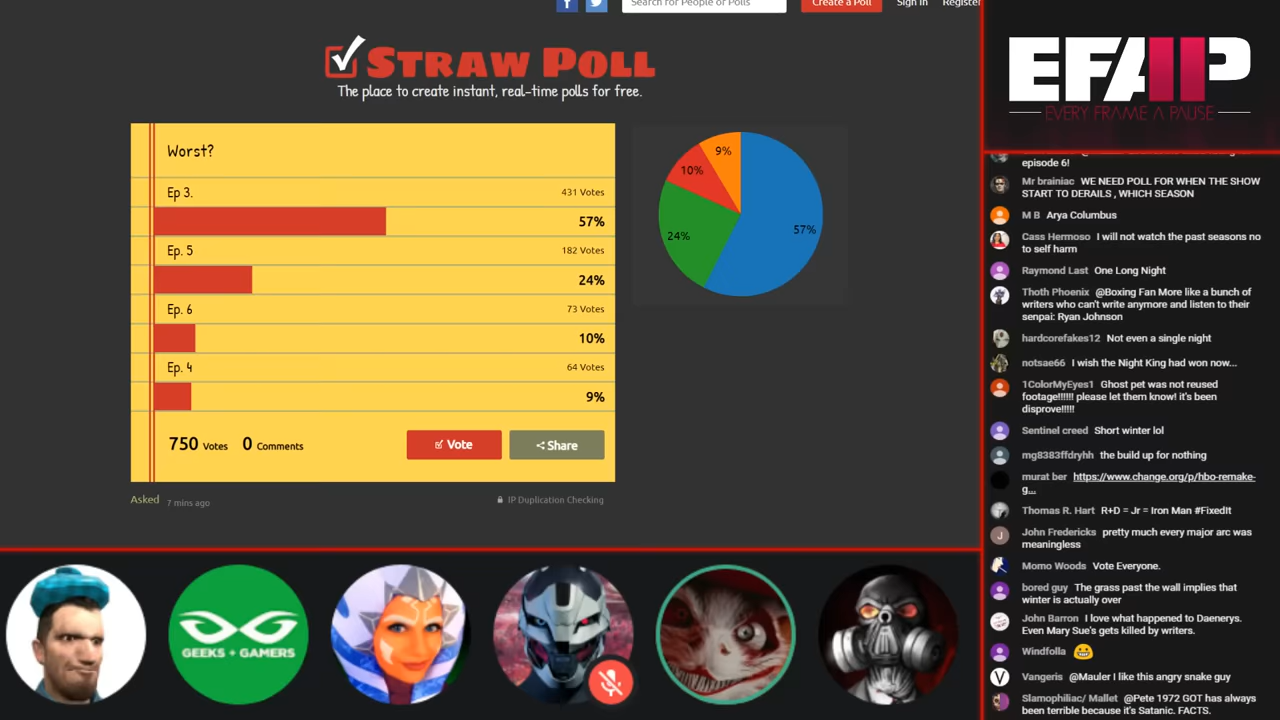 Search for People or Polls
Create a Poll
Sign In
Register
STRAW POLL
The place to create instant, real-time polls for free.
Worst?
Ep 3.
431 Votes
57%
Ep. 5
182 Votes
24%
Ep. 6
73 Votes
10%
Ep. 4
64 Votes
9%
750 Votes 0 Comments
Vote
Share
Asked 7 mins ago
IP Duplication Checking
9%
10%
24%
57%
GEEKS + GAMERS
EFAP
EVERY FRAME A PAUSE
episode 6!
Mr brainiac WE NEED POLL FOR WHEN THE SHOW
START TO DERAILS , WHICH SEASON
M B Arya Columbus
Cass Hermoso I will not watch the past seasons no
to self harm
Raymond Last One Long Night
Thoth Phoenix @Boxing Fan More like a bunch of
writers who can't write anymore and listen to their
senpai: Ryan Johnson
hardcorefakes12 Not even a single night
notsae66 I wish the Night King had won now...
1ColorMyEyes1 Ghost pet was not reused
footage!!!!!! please let them know! it's been
disprove!!!!!
Sentinel creed Short winter lol
mg8383ffdryhh the build up for nothing
murat ber https://www.change.org/p/hbo-remake-
g...
Thomas R. Hart R+D = Jr = Iron Man #FixedIt
John Fredericks pretty much every major arc was
meaningless
Momo Woods Vote Everyone.
bored guy The grass past the wall implies that
winter is actually over
John Barron I love what happened to Daenerys.
Even Mary Sue's gets killed by writers.
Windfolla
Vangeris @Mauler I like this angry snake guy
Slamophiliac/ Mallet @Pete 1972 GOT has always
been terrible because it's Satanic. FACTS.